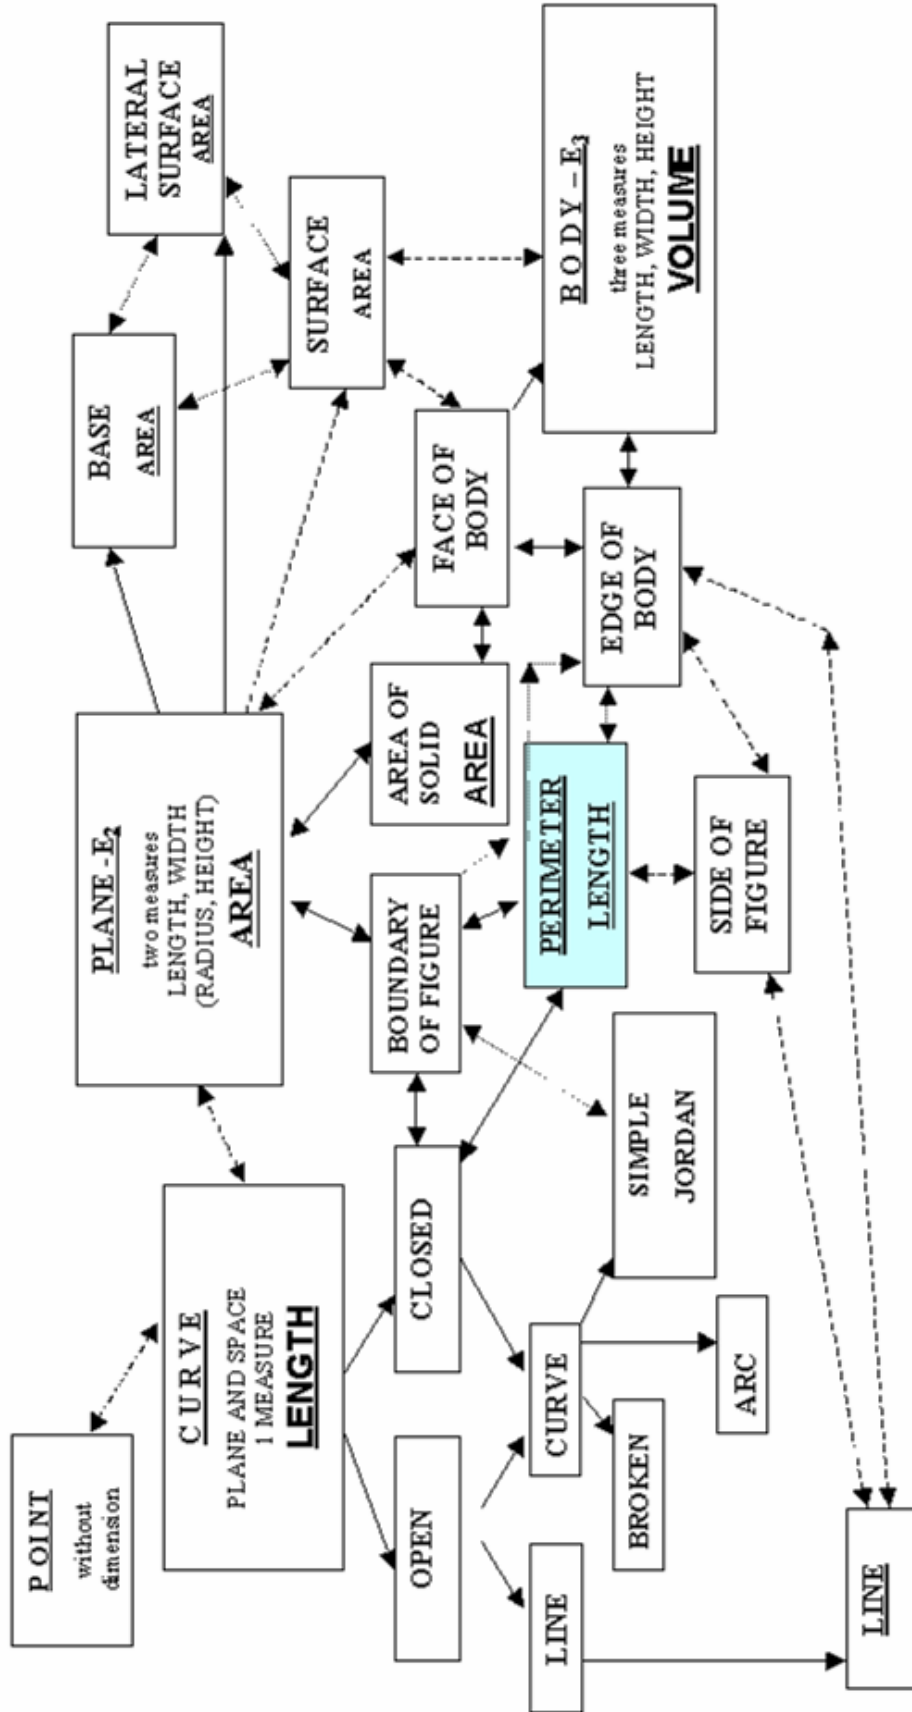 POINT
without
dimension
CURVE
PLANE AND SPACE
1 MEASURE
LENGTH
PLANE - E2
two measures
LENGTH, WIDTH
(RADIUS, HEIGHT)
AREA
BASE
AREA
LATERAL
SURFACE
AREA
OPEN
CLOSED
BOUNDARY
OF FIGURE
AREA OF
SOLID
AREA
FACE OF
BODY
SURFACE
AREA
LINE
CURVE
PERIMETER
LENGTH
EDGE OF
BODY
BODY – E3
three measures
LENGTH, WIDTH, HEIGHT
VOLUME
BROKEN
SIMPLE
JORDAN
SIDE OF
FIGURE
ARC
LINE